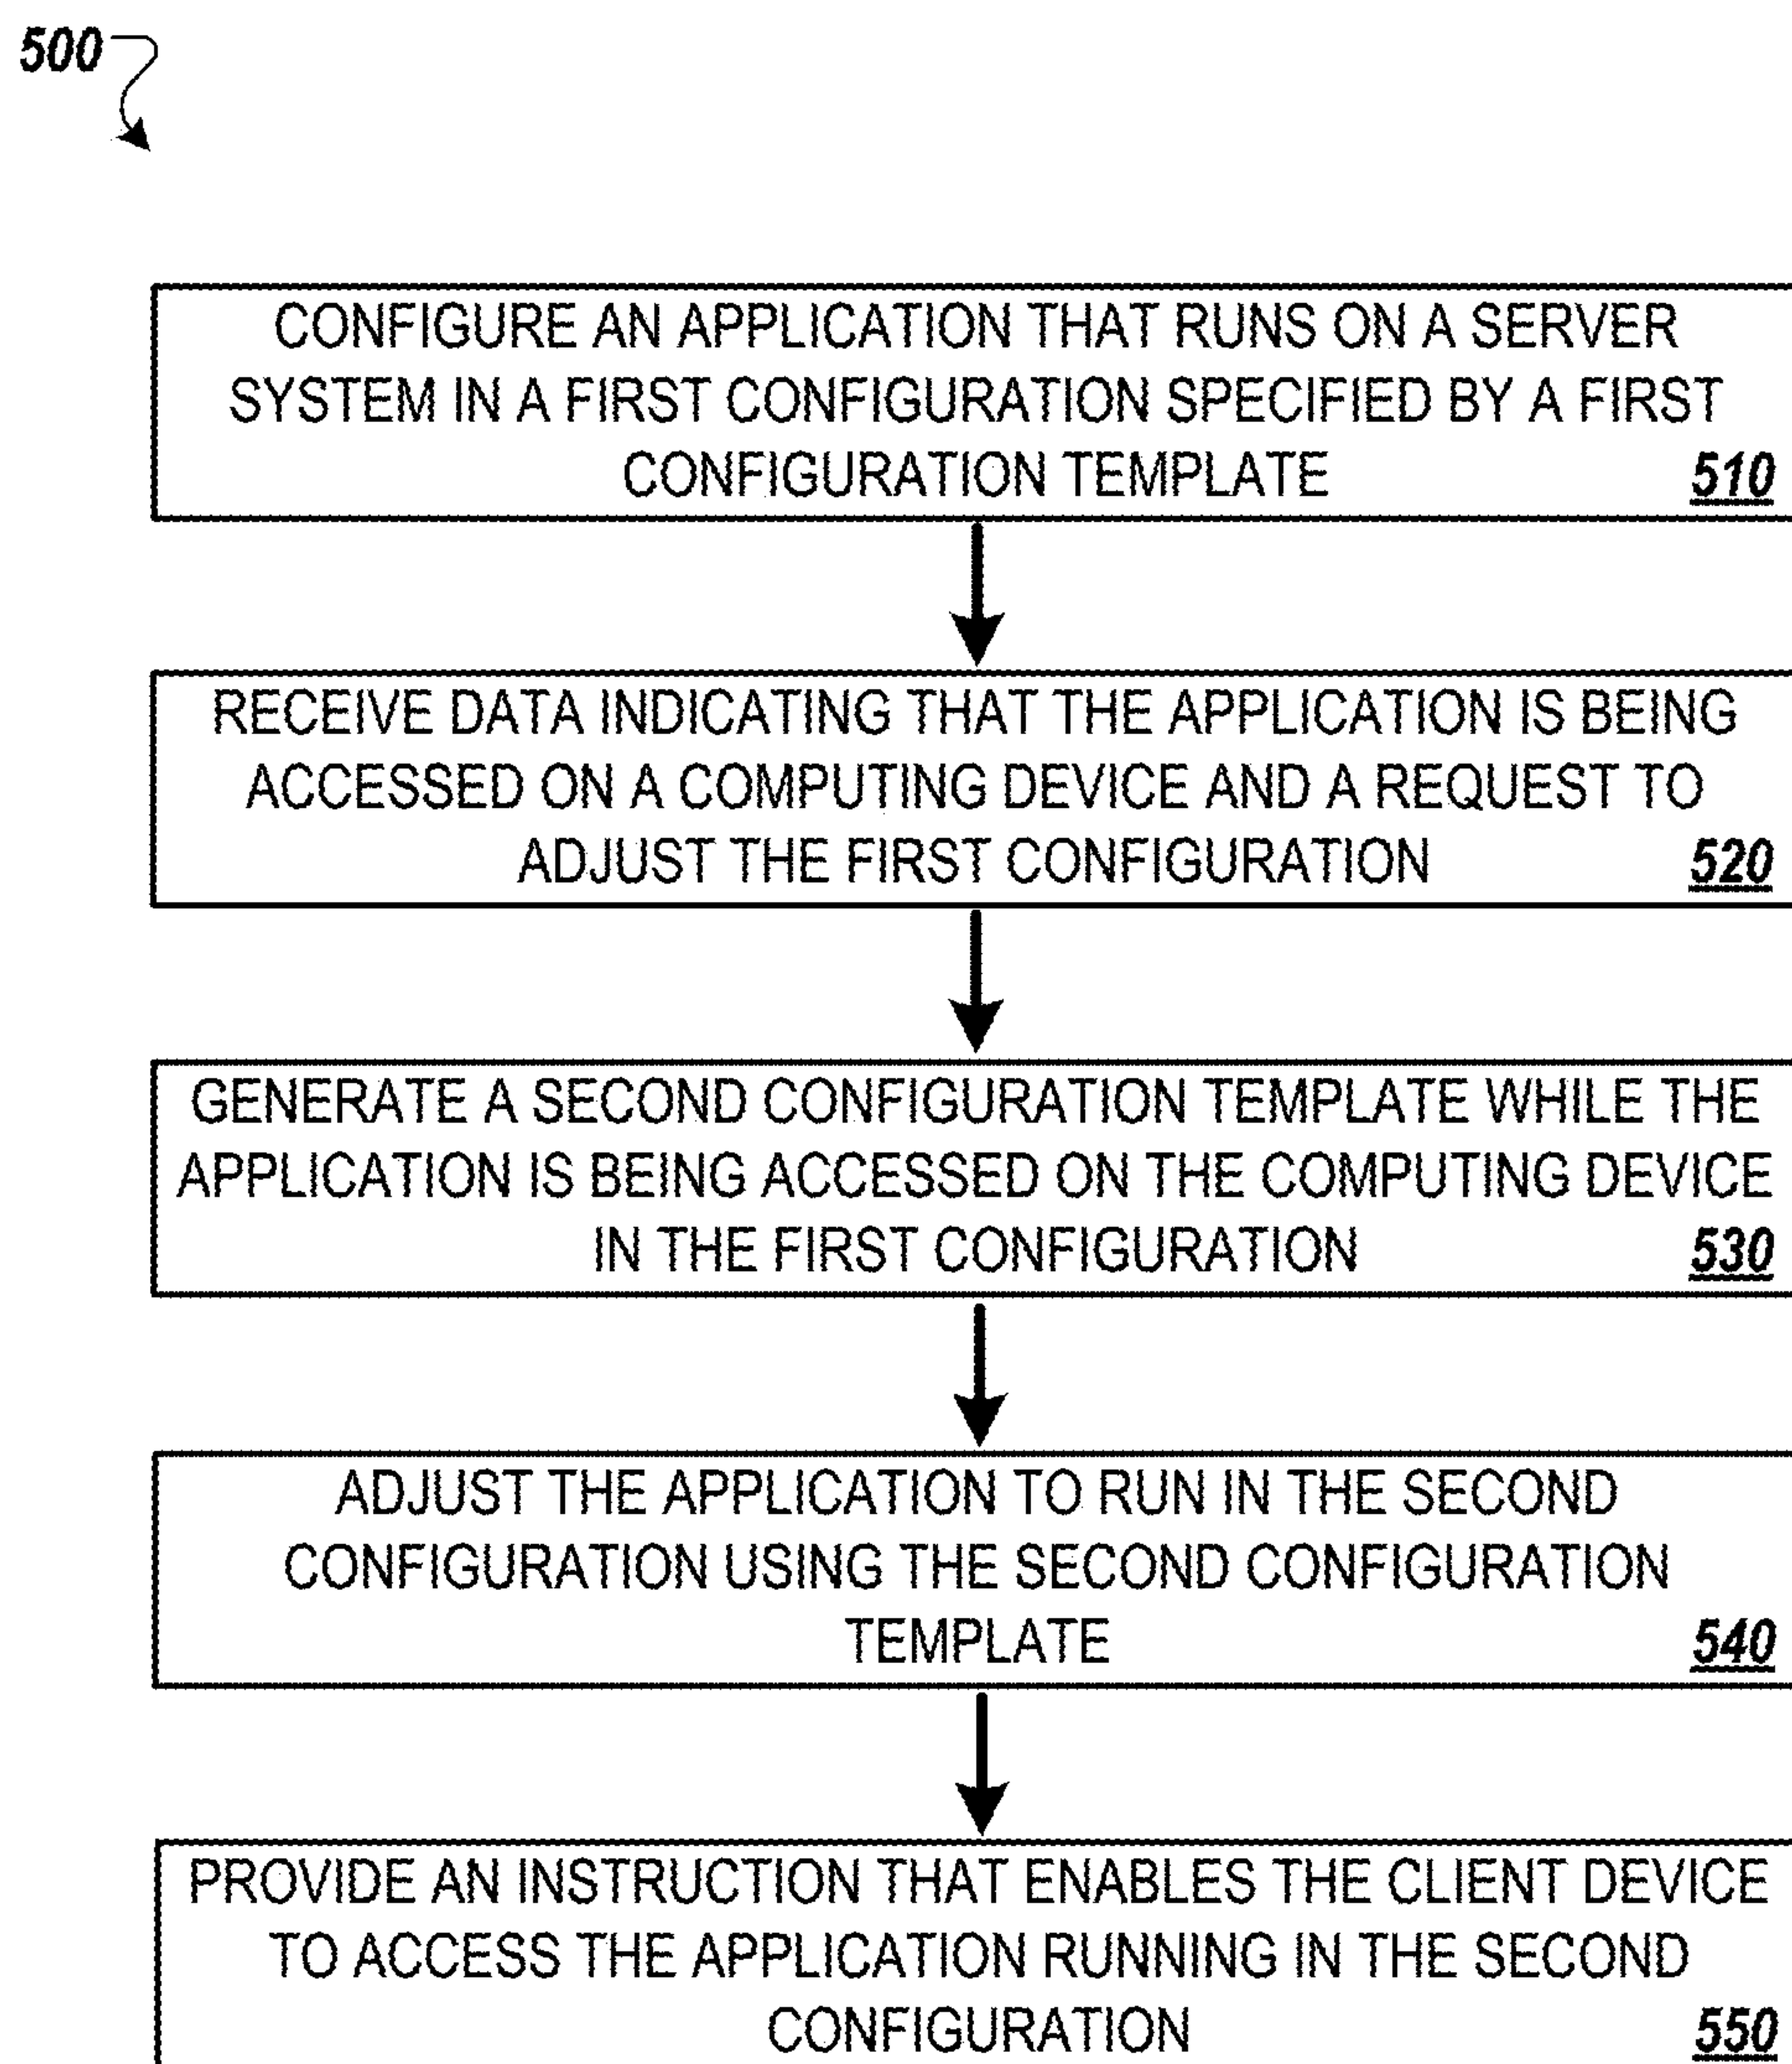 500
CONFIGURE AN APPLICATION THAT RUNS ON A SERVER
SYSTEM IN A FIRST CONFIGURATION SPECIFIED BY A FIRST
CONFIGURATION TEMPLATE 510
RECEIVE DATA INDICATING THAT THE APPLICATION IS BEING
ACCESSED ON A COMPUTING DEVICE AND A REQUEST TO
ADJUST THE FIRST CONFIGURATION 520
GENERATE A SECOND CONFIGURATION TEMPLATE WHILE THE
APPLICATION IS BEING ACCESSED ON THE COMPUTING DEVICE
IN THE FIRST CONFIGURATION 530
ADJUST THE APPLICATION TO RUN IN THE SECOND
CONFIGURATION USING THE SECOND CONFIGURATION
TEMPLATE 540
PROVIDE AN INSTRUCTION THAT ENABLES THE CLIENT DEVICE
TO ACCESS THE APPLICATION RUNNING IN THE SECOND
CONFIGURATION 550